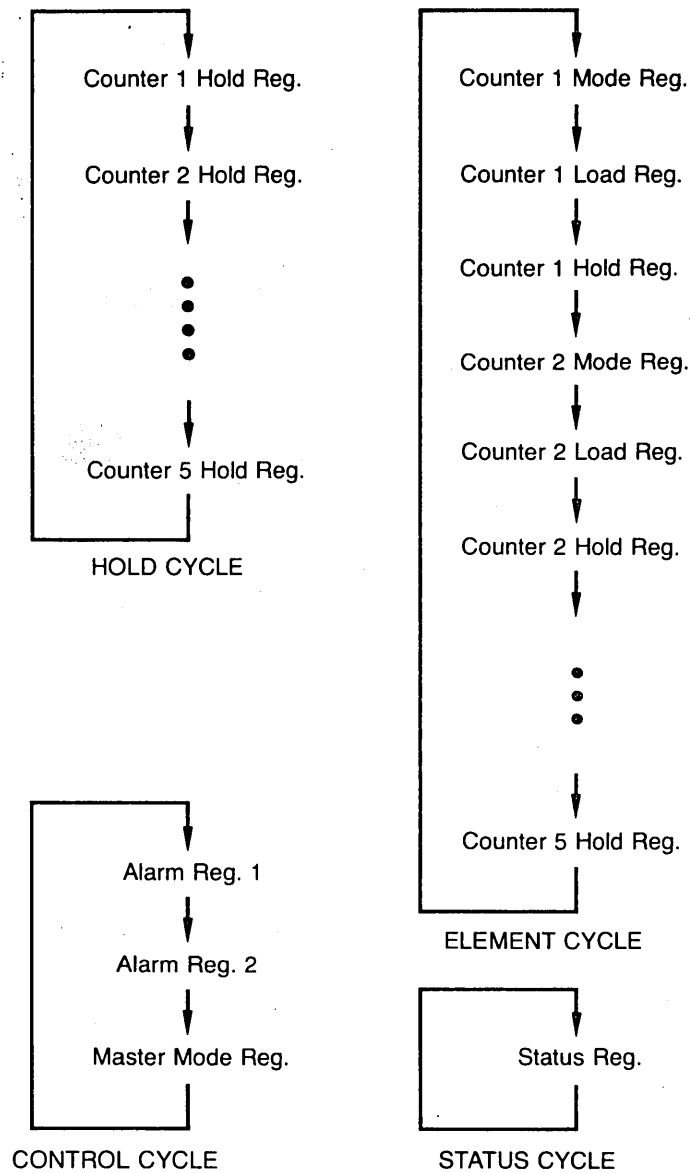 Counter 1 Hold Reg.
Counter 2 Hold Reg.
Counter 5 Hold Reg.
HOLD CYCLE
Counter 1 Mode Reg.
Counter 1 Load Reg.
Counter 1 Hold Reg.
Counter 2 Mode Reg.
Counter 2 Load Reg.
Counter 2 Hold Reg.
Counter 5 Hold Reg.
ELEMENT CYCLE
Alarm Reg. 1
Alarm Reg. 2
Master Mode Reg.
CONTROL CYCLE
Status Reg.
STATUS CYCLE